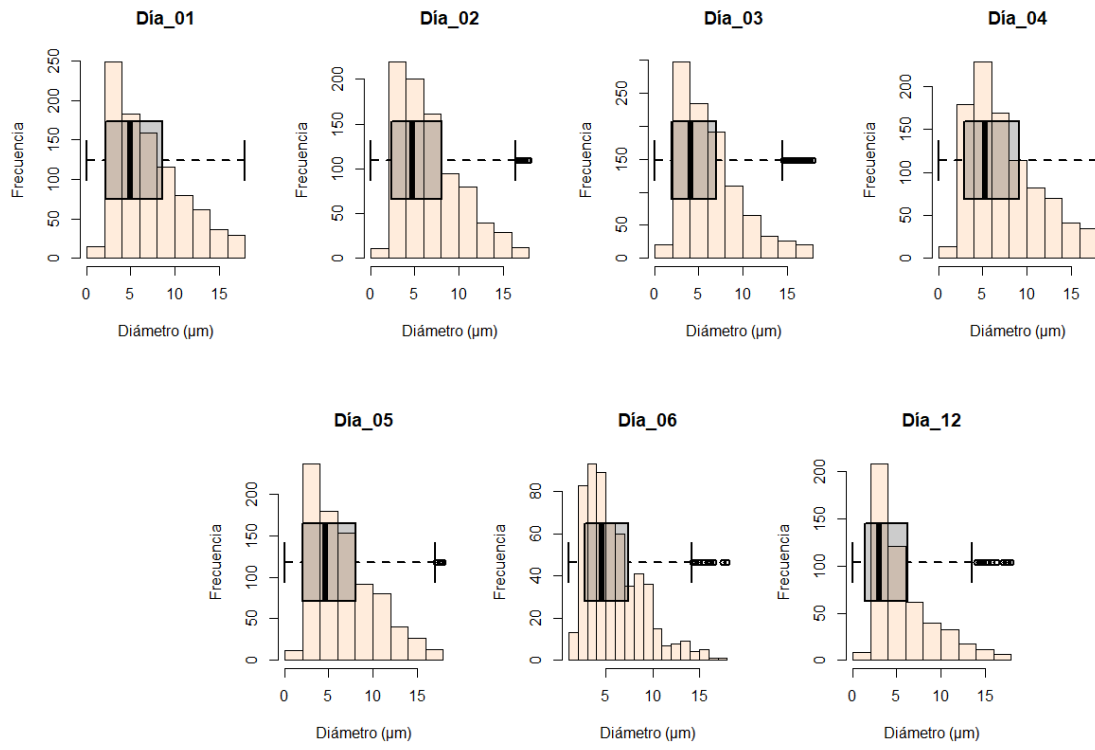 Día_01
Frecuencia
0 50 100 150 200 250
0 5 10 15
Diámetro (µm)
Día_02
Frecuencia
0 50 100 150 200
0 5 10 15
Diámetro (µm)
Día_03
Frecuencia
0 50 150 250
0 5 10 15
Diámetro (µm)
Día_04
Frecuencia
0 50 100 150 200
0 5 10 15
Diámetro (µm)
Día_05
Frecuencia
0 50 100 150 200
0 5 10 15
Diámetro (µm)
Día_06
Frecuencia
0 20 40 60 80
5 10 15
Diámetro (µm)
Día_12
Frecuencia
0 50 100 150 200
0 5 10 15
Diámetro (µm)